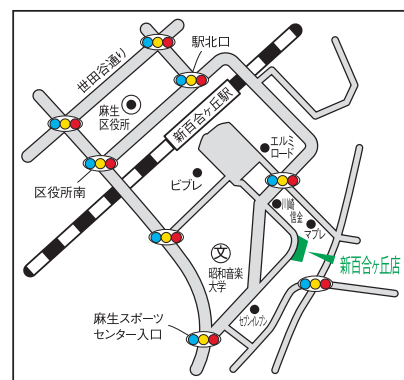 世田谷通り
駅北口
麻生
区役所
新百合ヶ丘駅
エルミ
ロード
区役所南
ビブレ
川崎
信金
マプレ
文
昭和音楽
大学
新百合ヶ丘店
麻生スポーツ
センター入口
セブンイレブン